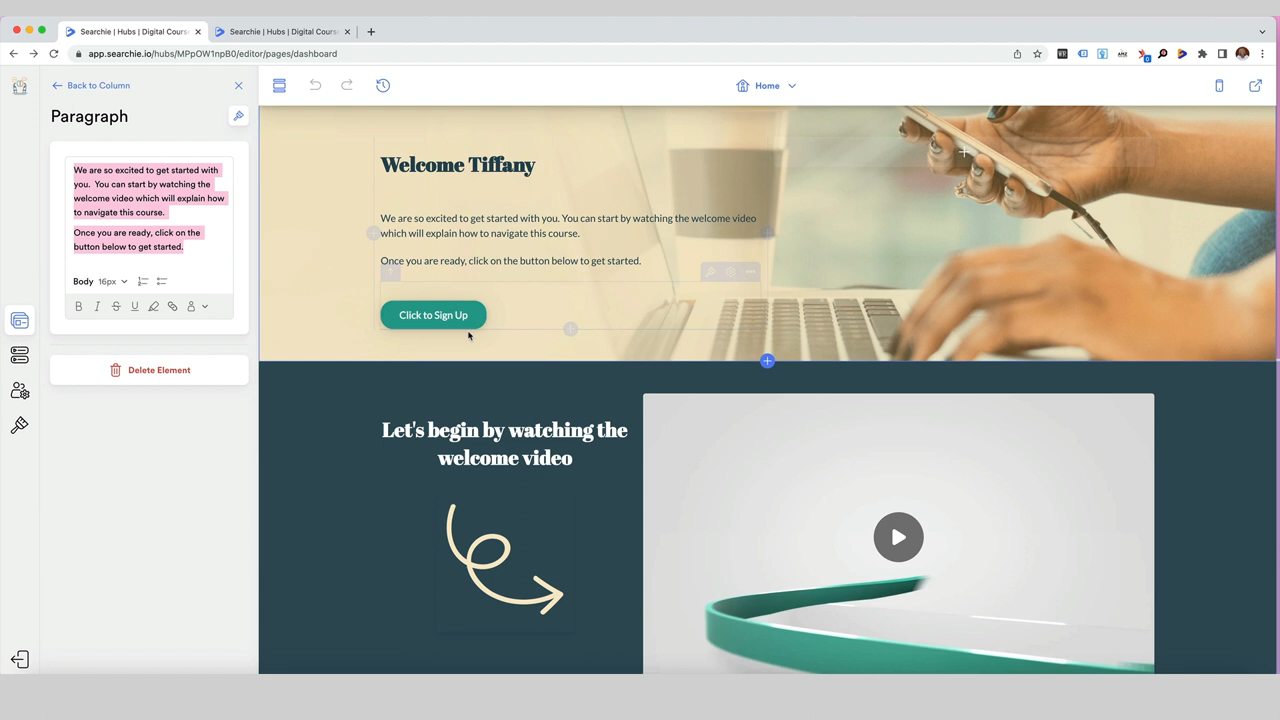 Searchie | Hubs | Digital Cours
Searchie | Hubs | Digital Cours
app.searchie.io/hubs/MPpOW1npB0/editor/pages/dashboard
Back to Column
Home
Paragraph
We are so excited to get started with
you. You can start by watching the
welcome video which will explain how
to navigate this course.
Once you are ready, click on the
button below to get started.
Body 16px
B I S U
Delete Element
Welcome Tiffany
We are so excited to get started with you. You can start by watching the welcome video
which will explain how to navigate this course.
Once you are ready, click on the button below to get started.
Click to Sign Up
Let's begin by watching the
welcome video